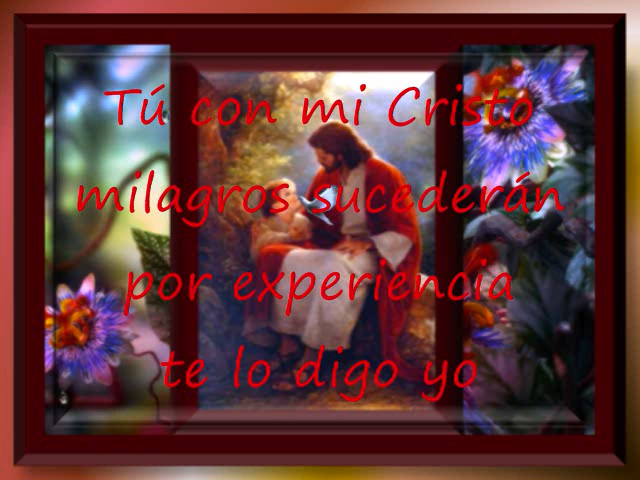 Tú con mi Cristo
milagros sucederán
por experiencia
te lo digo yo